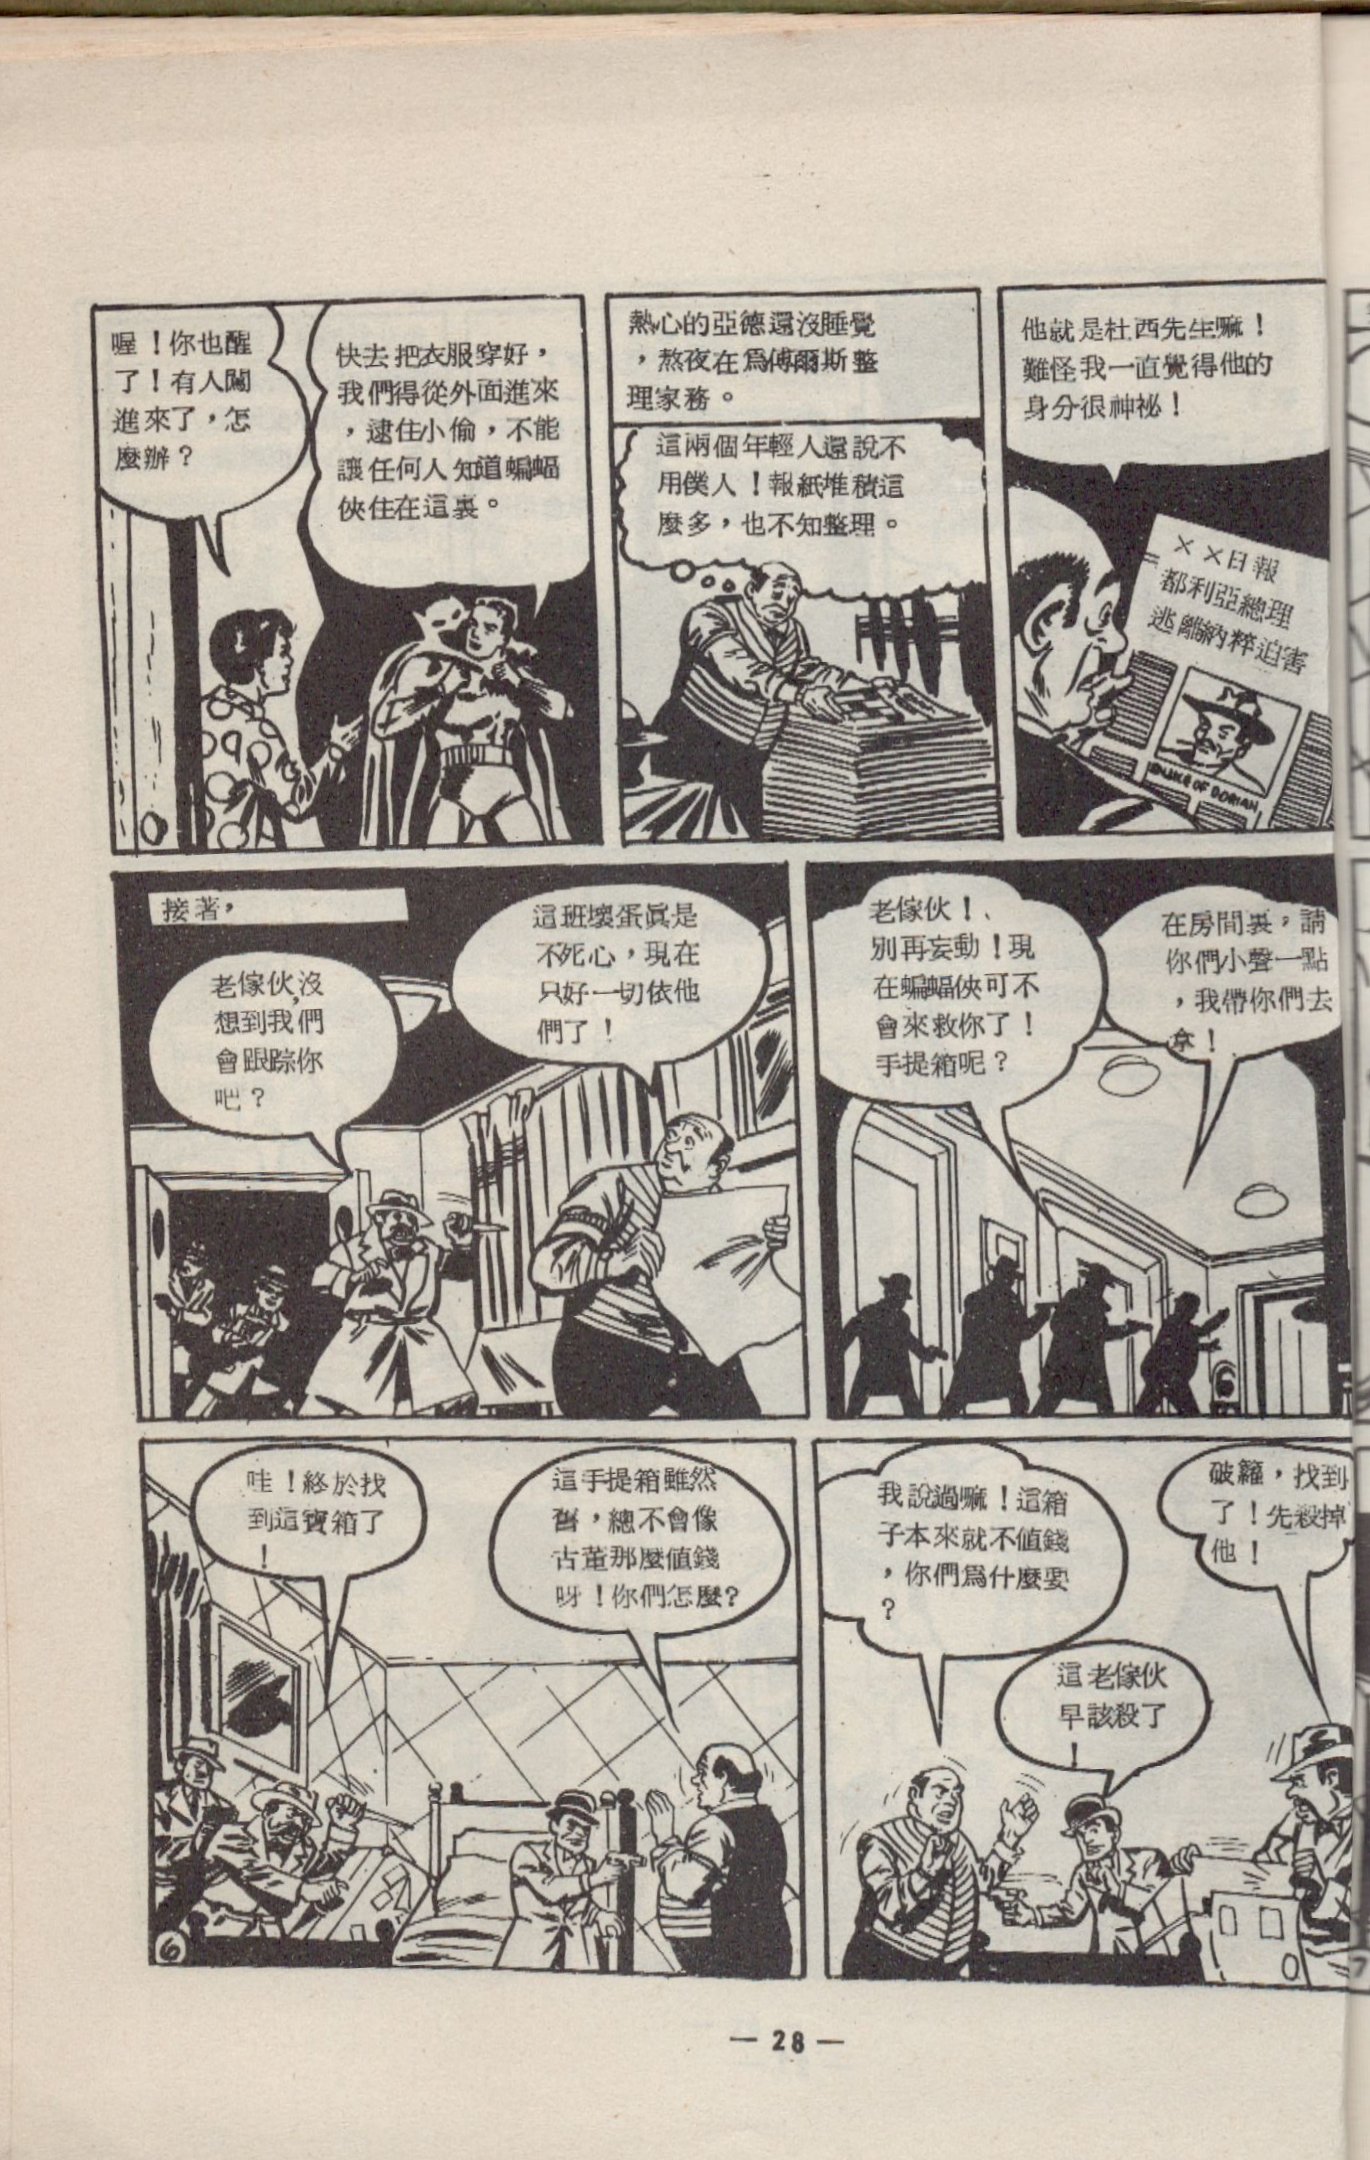 喔！你也醒
了！有人闖
進來了，怎
麼辦？
快去把衣服穿好，
我們得從外面進來
，逮住小偷，不能
讓任何人知道蝙蝠
俠住在這裏。
熱心的亞德還沒睡覺
，熬夜在爲傅爾斯整
理家務。
這兩個年輕人還說不
用僕人！報紙堆積這
麼多，也不知整理。
他就是杜西先生嘛！
難怪我一直覺得他的
身分很神祕！
××日報
都利亞總理
逃離納粹迫害
DUKE OF DORIAN
接著，
老傢伙，沒
想到我們
會跟踪你
吧？
這班壞蛋眞是
不死心，現在
只好一切依他
們了！
老傢伙！
別再妄動！現
在蝙蝠俠可不
會來救你了！
手提箱呢？
在房間裏，請
你們小聲一點
，我帶你們去
拿！
哇！終於找
到這寶箱了
！
這手提箱雖然
舊，總不會像
古董那麼値錢
呀！你們怎麼？
6
我說過嘛！這箱
子本來就不值錢
，你們爲什麼要
？
這老傢伙
早該殺了
！
破籮，找到
了！先殺掉
他！
— 28 —
7